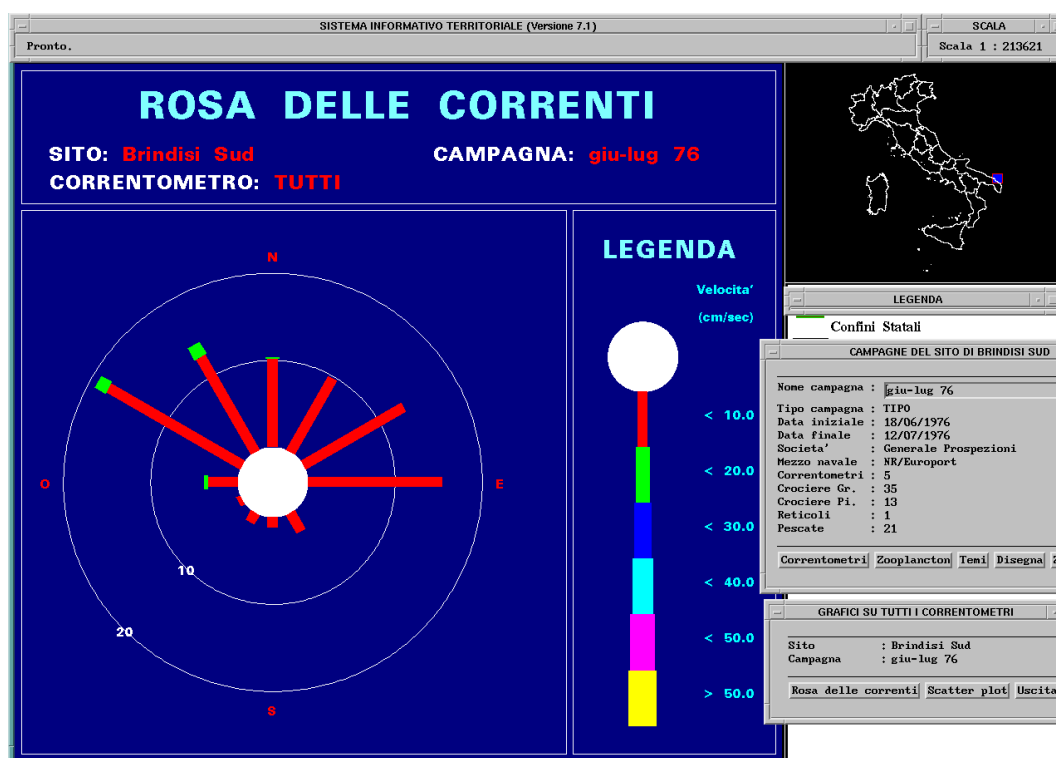 SISTEMA INFORMATIVO TERRITORIALE (Versione 7.1)
Pronto.
SCALA
Scala 1 : 213621
ROSA DELLE CORRENTI
SITO: Brindisi Sud
CAMPAGNA: giu-lug 76
CORRENTOMETRO: TUTTI
N
O
E
S
10
20
LEGENDA
Velocita'
(cm/sec)
< 10.0
< 20.0
< 30.0
< 40.0
< 50.0
> 50.0
LEGENDA
Confini Statali
CAMPAGNE DEL SITO DI BRINDISI SUD
Nome campagna : giu-lug 76
Tipo campagna : TIPO
Data iniziale : 18/06/1976
Data finale : 12/07/1976
Societa' : Generale Prospezioni
Mezzo navale : NR/Europort
Correntometri : 5
Crociere Gr. : 35
Crociere Pi. : 13
Reticoli : 1
Pescate : 21
Correntometri Zooplancton Temi Disegna
GRAFICI SU TUTTI I CORRENTOMETRI
Sito : Brindisi Sud
Campagna : giu-lug 76
Rosa delle correnti Scatter plot Uscita